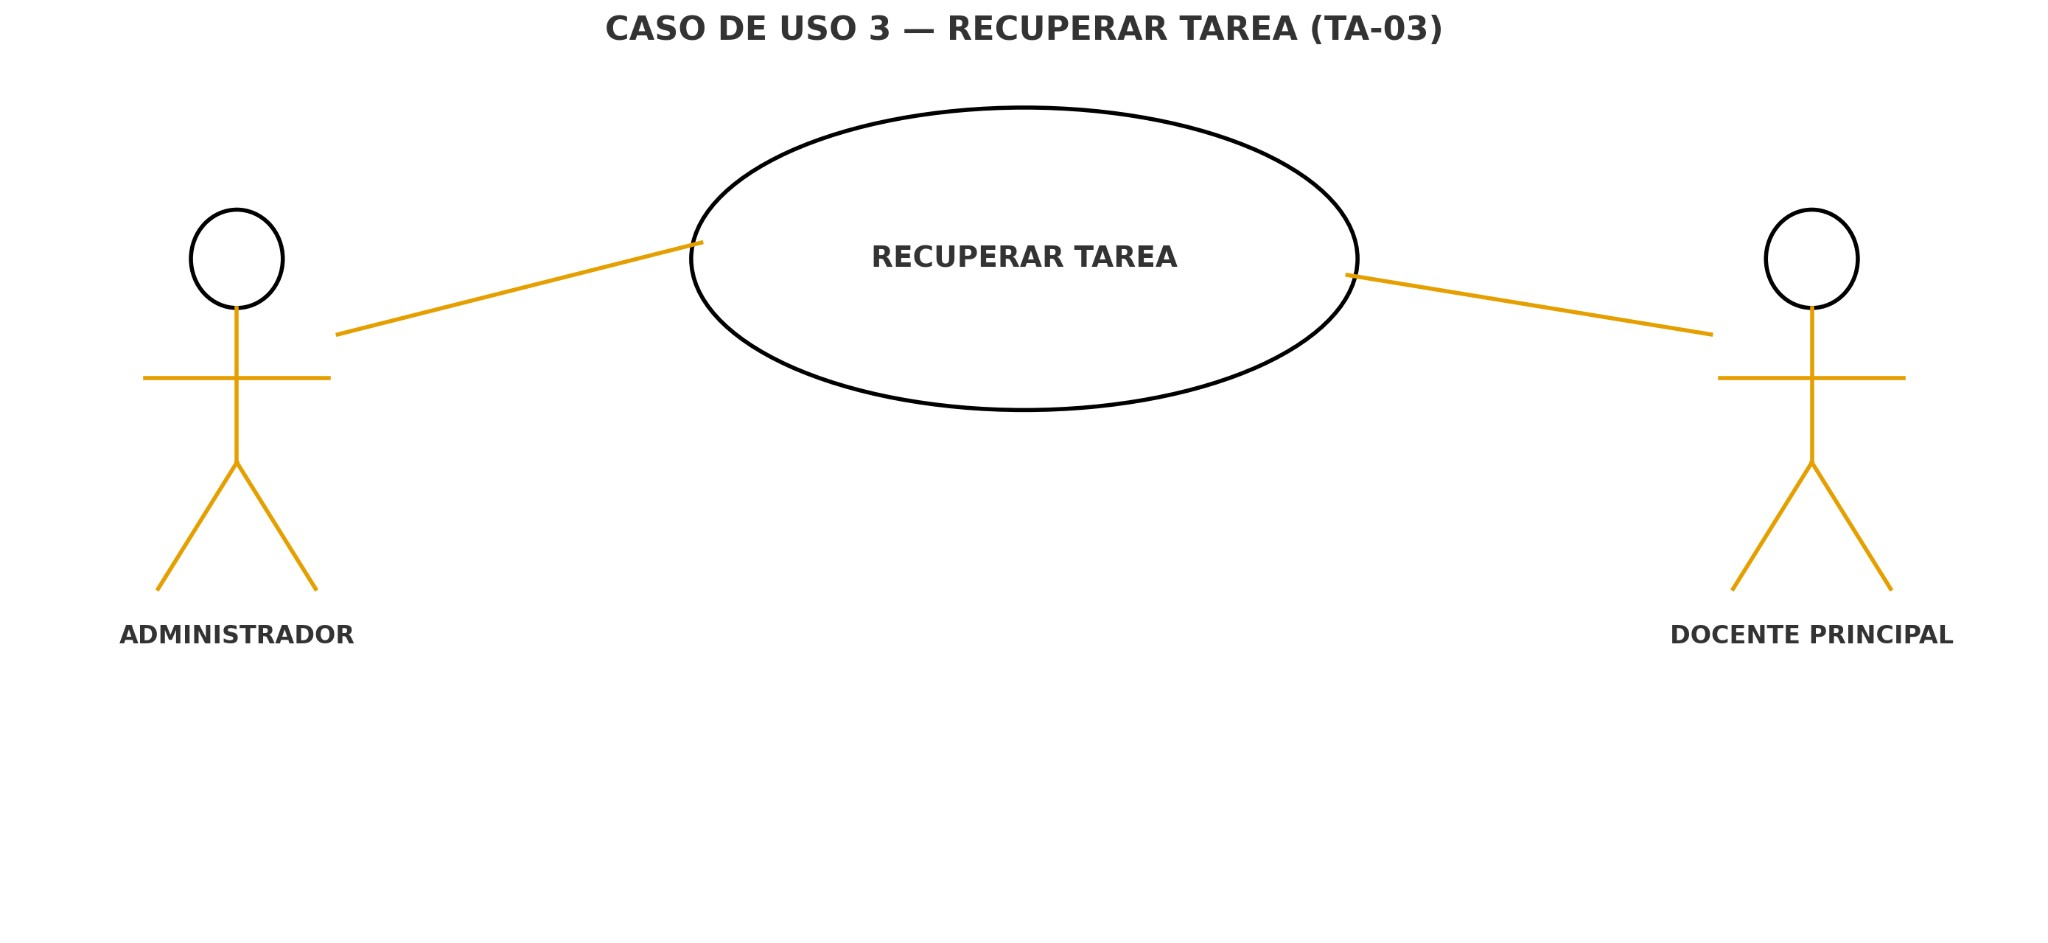 CASO DE USO 3 — RECUPERAR TAREA (TA-03)
RECUPERAR TAREA
ADMINISTRADOR
DOCENTE PRINCIPAL